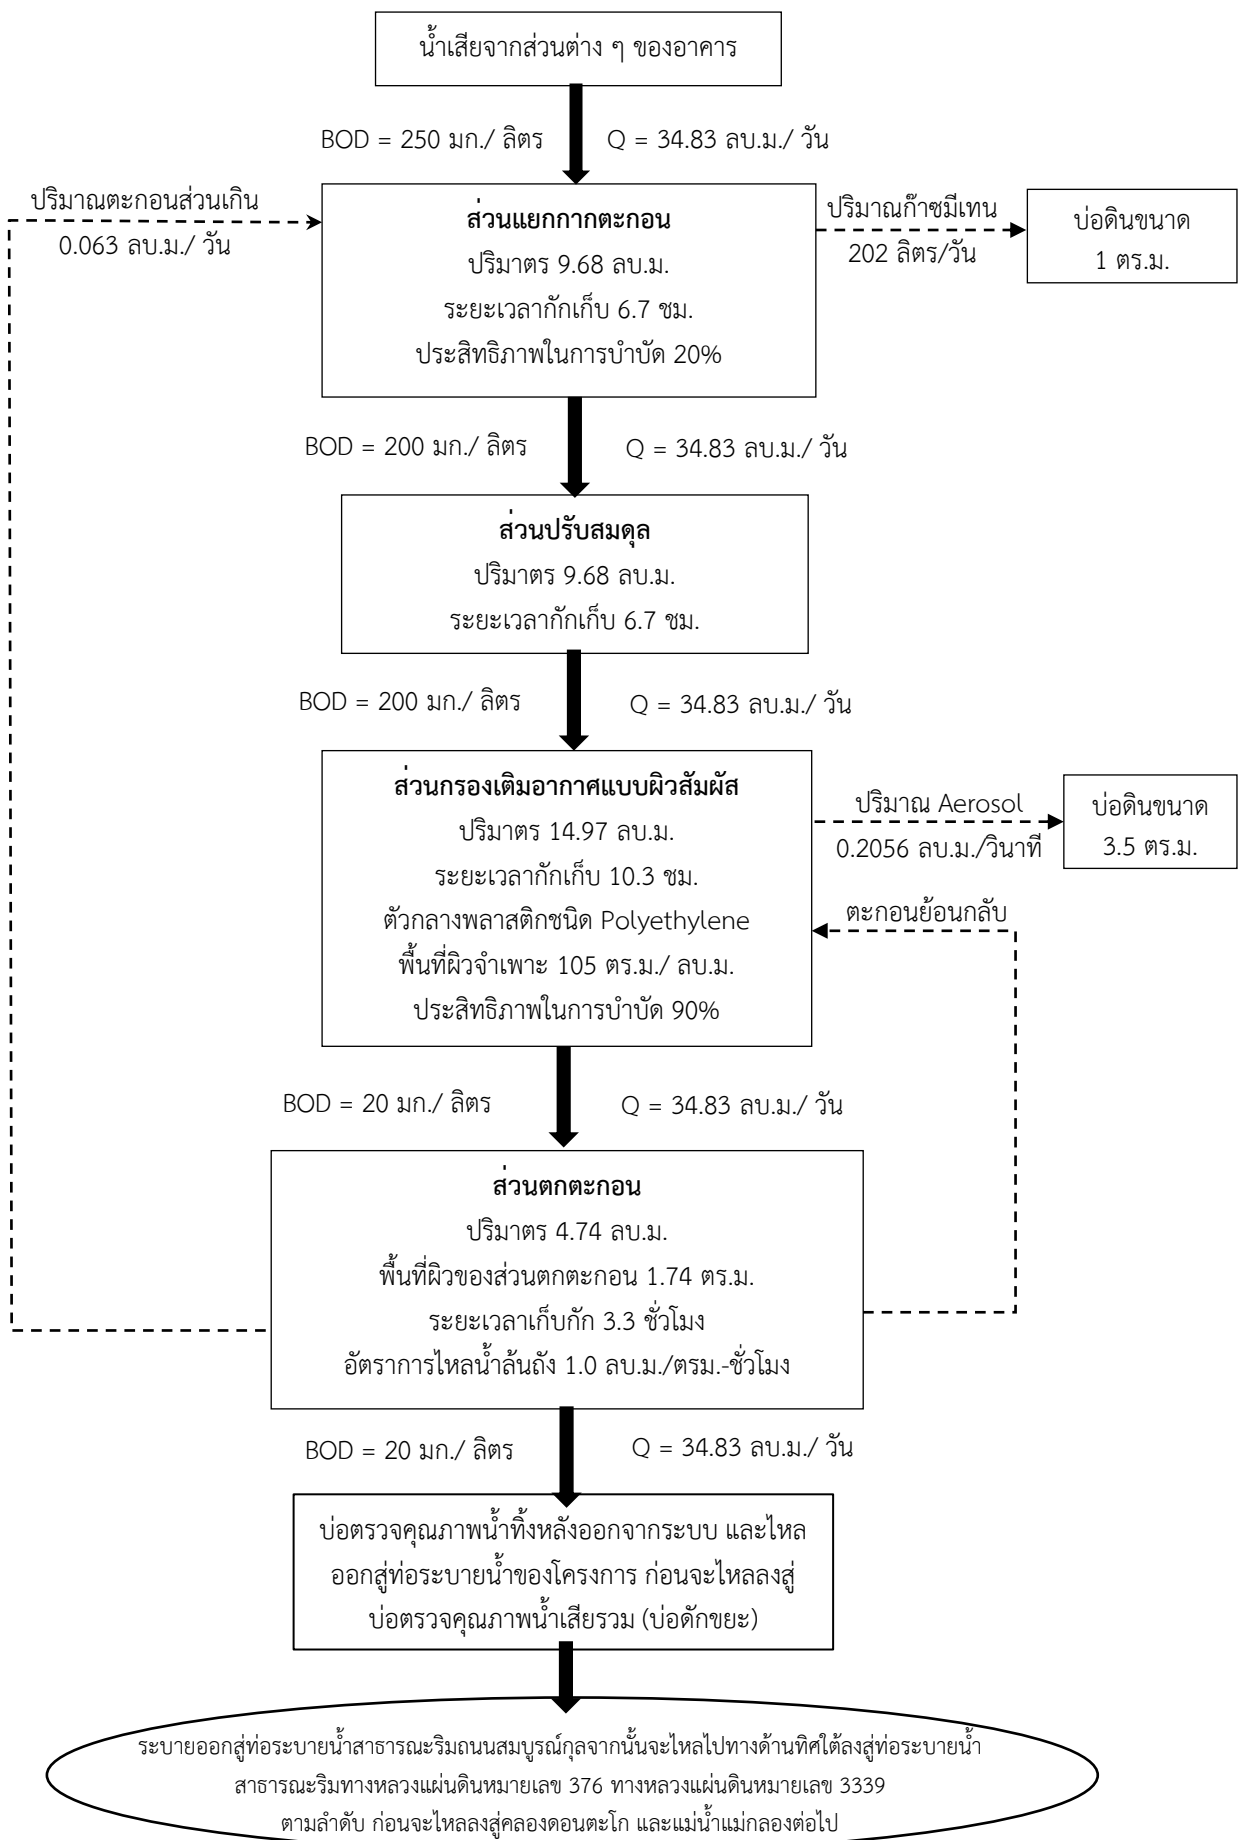 น้ำเสียจากส่วนต่าง ๆ ของอาคาร
BOD = 250 มก./ ลิตร
Q = 34.83 ลบ.ม./ วัน
ปริมาณตะกอนส่วนเกิน
0.063 ลบ.ม./ วัน
ส่วนแยกกากตะกอน
ปริมาตร 9.68 ลบ.ม.
ระยะเวลากักเก็บ 6.7 ชม.
ประสิทธิภาพในการบำบัด 20%
ปริมาณก๊าซมีเทน
202 ลิตร/วัน
บ่อดินขนาด
1 ตร.ม.
BOD = 200 มก./ ลิตร
Q = 34.83 ลบ.ม./ วัน
ส่วนปรับสมดุล
ปริมาตร 9.68 ลบ.ม.
ระยะเวลากักเก็บ 6.7 ชม.
BOD = 200 มก./ ลิตร
Q = 34.83 ลบ.ม./ วัน
ส่วนกรองเติมอากาศแบบผิวสัมผัส
ปริมาตร 14.97 ลบ.ม.
ระยะเวลากักเก็บ 10.3 ชม.
ตัวกลางพลาสติกชนิด Polyethylene
พื้นที่ผิวจำเพาะ 105 ตร.ม./ ลบ.ม.
ประสิทธิภาพในการบำบัด 90%
ปริมาณ Aerosol
0.2056 ลบ.ม./วินาที
บ่อดินขนาด
3.5 ตร.ม.
ตะกอนย้อนกลับ
BOD = 20 มก./ ลิตร
Q = 34.83 ลบ.ม./ วัน
ส่วนตกตะกอน
ปริมาตร 4.74 ลบ.ม.
พื้นที่ผิวของส่วนตกตะกอน 1.74 ตร.ม.
ระยะเวลาเก็บกัก 3.3 ชั่วโมง
อัตราการไหลน้ำล้นถัง 1.0 ลบ.ม./ตรม.-ชั่วโมง
BOD = 20 มก./ ลิตร
Q = 34.83 ลบ.ม./ วัน
บ่อตรวจคุณภาพน้ำทิ้งหลังออกจากระบบ และไหล
ออกสู่ท่อระบายน้ำของโครงการ ก่อนจะไหลลงสู่
บ่อตรวจคุณภาพน้ำเสียรวม (บ่อดักขยะ)
ระบายออกสู่ท่อระบายน้ำสาธารณะริมถนนสมบูรณ์กุลจากนั้นจะไหลไปทางด้านทิศใต้ลงสู่ท่อระบายน้ำ
สาธารณะริมทางหลวงแผ่นดินหมายเลข 376 ทางหลวงแผ่นดินหมายเลข 3339
ตามลำดับ ก่อนจะไหลลงสู่คลองดอนตะโก และแม่น้ำแม่กลองต่อไป